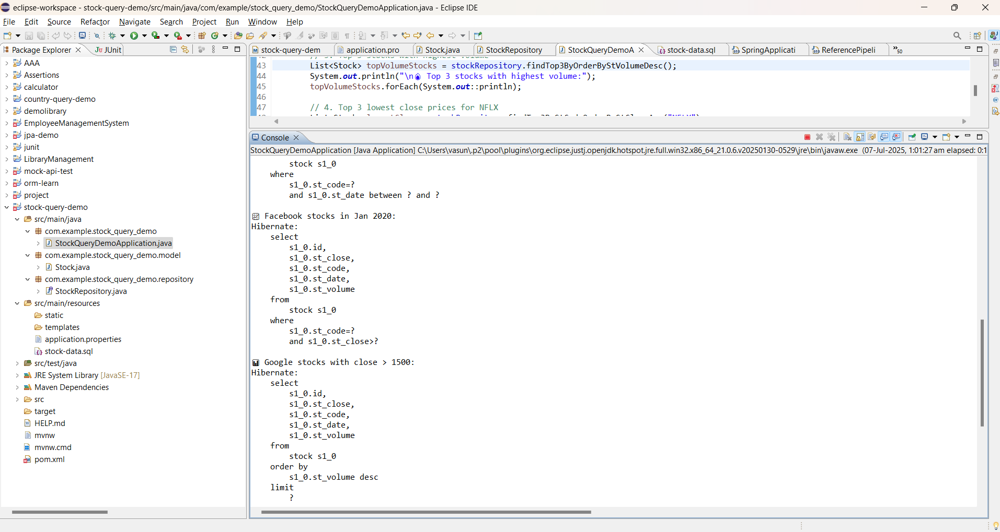 eclipse-workspace - stock-query-demo/src/main/java/com/example/stock_query_demo/StockQueryDemoApplication.java - Eclipse IDE
File Edit Source Refactor Navigate Search Project Run Window Help
Package Explorer
JUnit
AAA
Assertions
calculator
country-query-demo
demolibrary
EmployeeManagementSystem
jpa-demo
junit
LibraryManagement
mock-api-test
orm-learn
project
stock-query-demo
src/main/java
com.example.stock_query_demo
StockQueryDemoApplication.java
com.example.stock_query_demo.model
Stock.java
com.example.stock_query_demo.repository
StockRepository.java
src/main/resources
static
templates
application.properties
stock-data.sql
src/test/java
JRE System Library [JavaSE-17]
Maven Dependencies
src
target
HELP.md
mvnw
mvnw.cmd
pom.xml
stock-query-dem
application.pro
Stock.java
StockRepository
StockQueryDemoA
stock-data.sql
SpringApplicati
ReferencePipeli
50
43 List<Stock> topVolumeStocks = stockRepository.findTop3ByOrderByStVolumeDesc();
44 System.out.println("\n💧 Top 3 stocks with highest volume:");
45 topVolumeStocks.forEach(System.out::println);
46
47 // 4. Top 3 lowest close prices for NFLX
Console
StockQueryDemoApplication [Java Application] C:\Users\vasun\.p2\pool\plugins\org.eclipse.justj.openjdk.hotspot.jre.full.win32.x86_64_21.0.6.v20250130-0529\jre\bin\javaw.exe (07-Jul-2025, 1:01:27 am elapsed: 0:1
stock s1_0
where
s1_0.st_code=?
and s1_0.st_date between ? and ?
Facebook stocks in Jan 2020:
Hibernate:
select
s1_0.id,
s1_0.st_close,
s1_0.st_code,
s1_0.st_date,
s1_0.st_volume
from
stock s1_0
where
s1_0.st_code=?
and s1_0.st_close>?
📊 Google stocks with close > 1500:
Hibernate:
select
s1_0.id,
s1_0.st_close,
s1_0.st_code,
s1_0.st_date,
s1_0.st_volume
from
stock s1_0
order by
s1_0.st_volume desc
limit
?